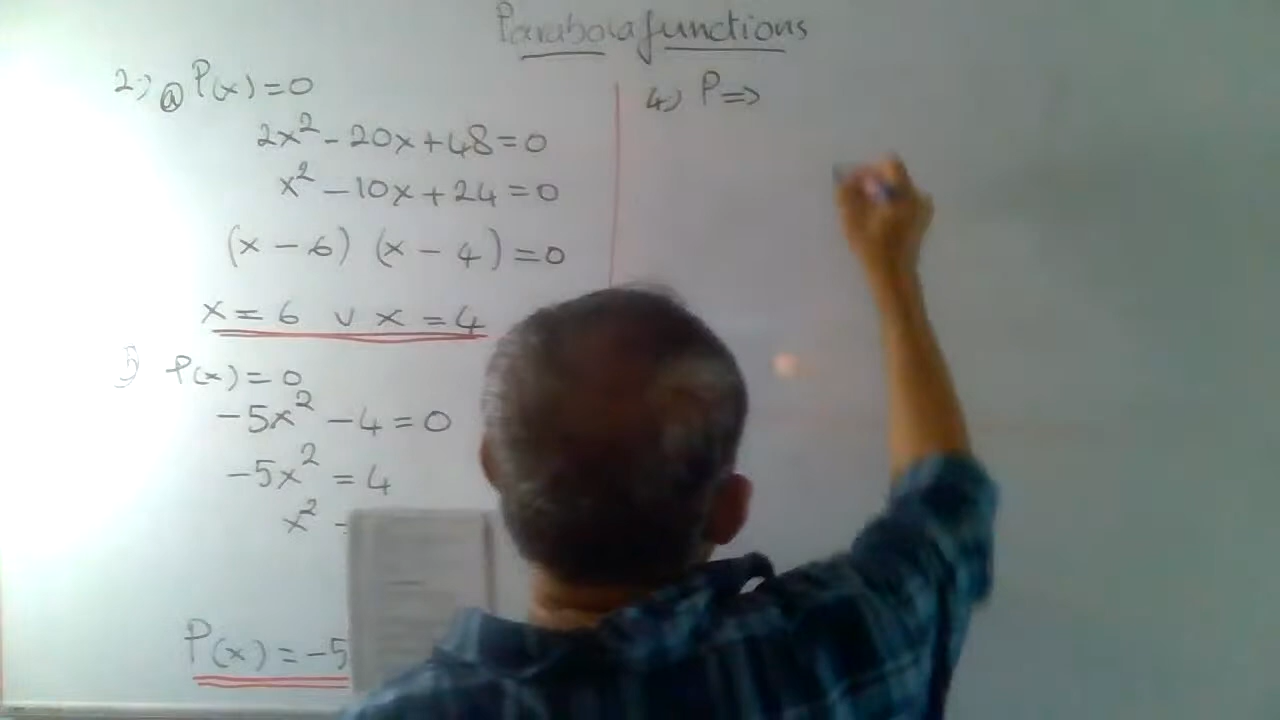 Parabola functions
2) a P(x)=0
2x²-20x+48=0
x²-10x+24=0
(x-6) (x-4)=0
x=6 v x=4
P(x)=0
-5x²-4=0
-5x²=4
x² -
P(x)=-5
4) P⇒